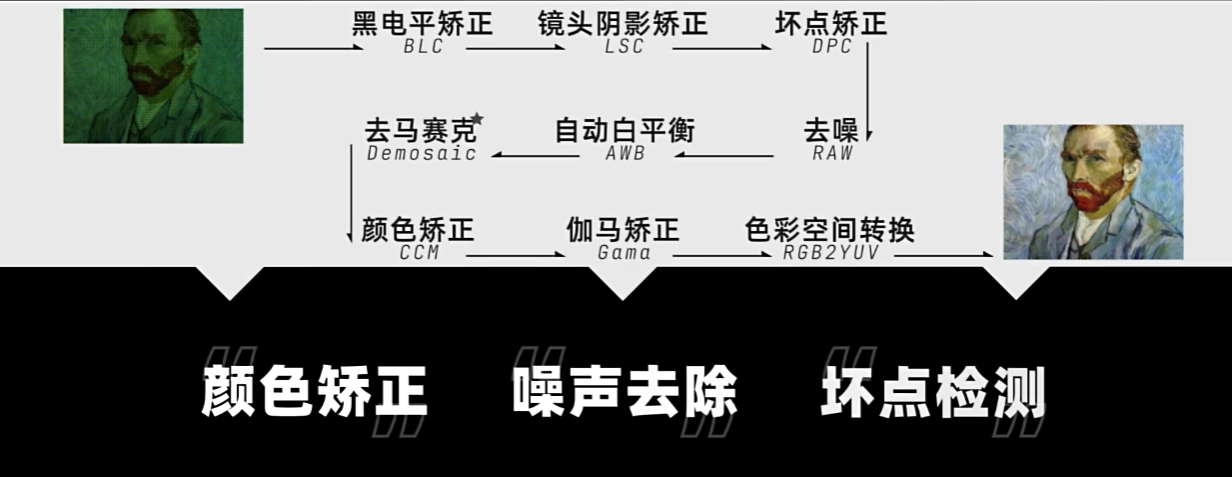 黑电平矫正 镜头阴影矫正 坏点矫正
BLC LSC DPC
去马赛克 自动白平衡 去噪
Demosaic AWB RAW
颜色矫正 伽马矫正 色彩空间转换
CCM Gama RGB2YUV
颜色矫正 噪声去除 坏点检测